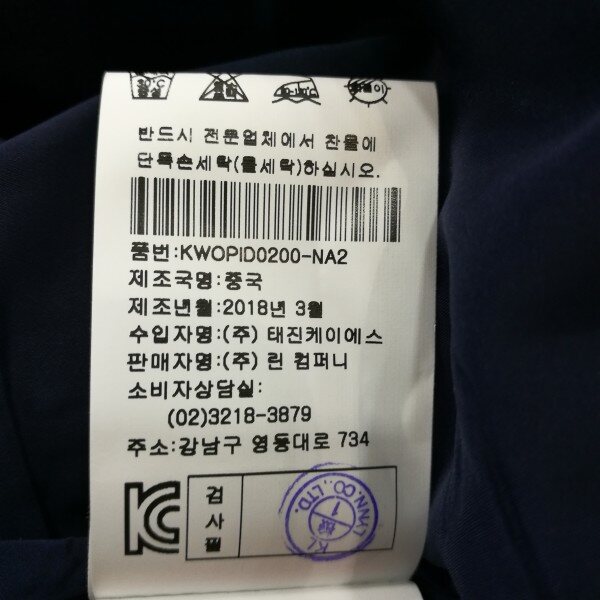 반드시 전문업체에서 찬물에
단독손세탁(물세탁)하십시오.
품번:KWOPID0200-NA2
제조국명:중국
제조년월:2018년 3월
수입자명:(주) 태진케이에스
판매자명:(주) 린 컴퍼니
소비자상담실:
(02)3218-3879
주소:강남구 영동대로 734
검
사
필
CO.,LTD.
1